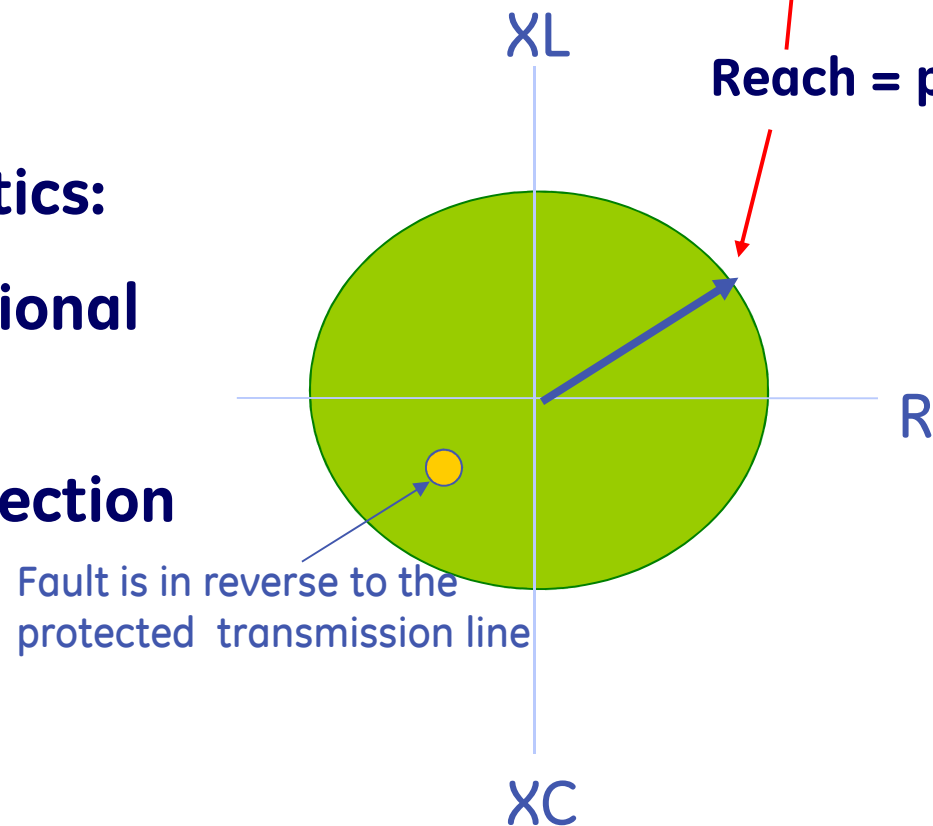 XL
Reach = p
tics:
ional
R
ection
Fault is in reverse to the
protected transmission line
XC